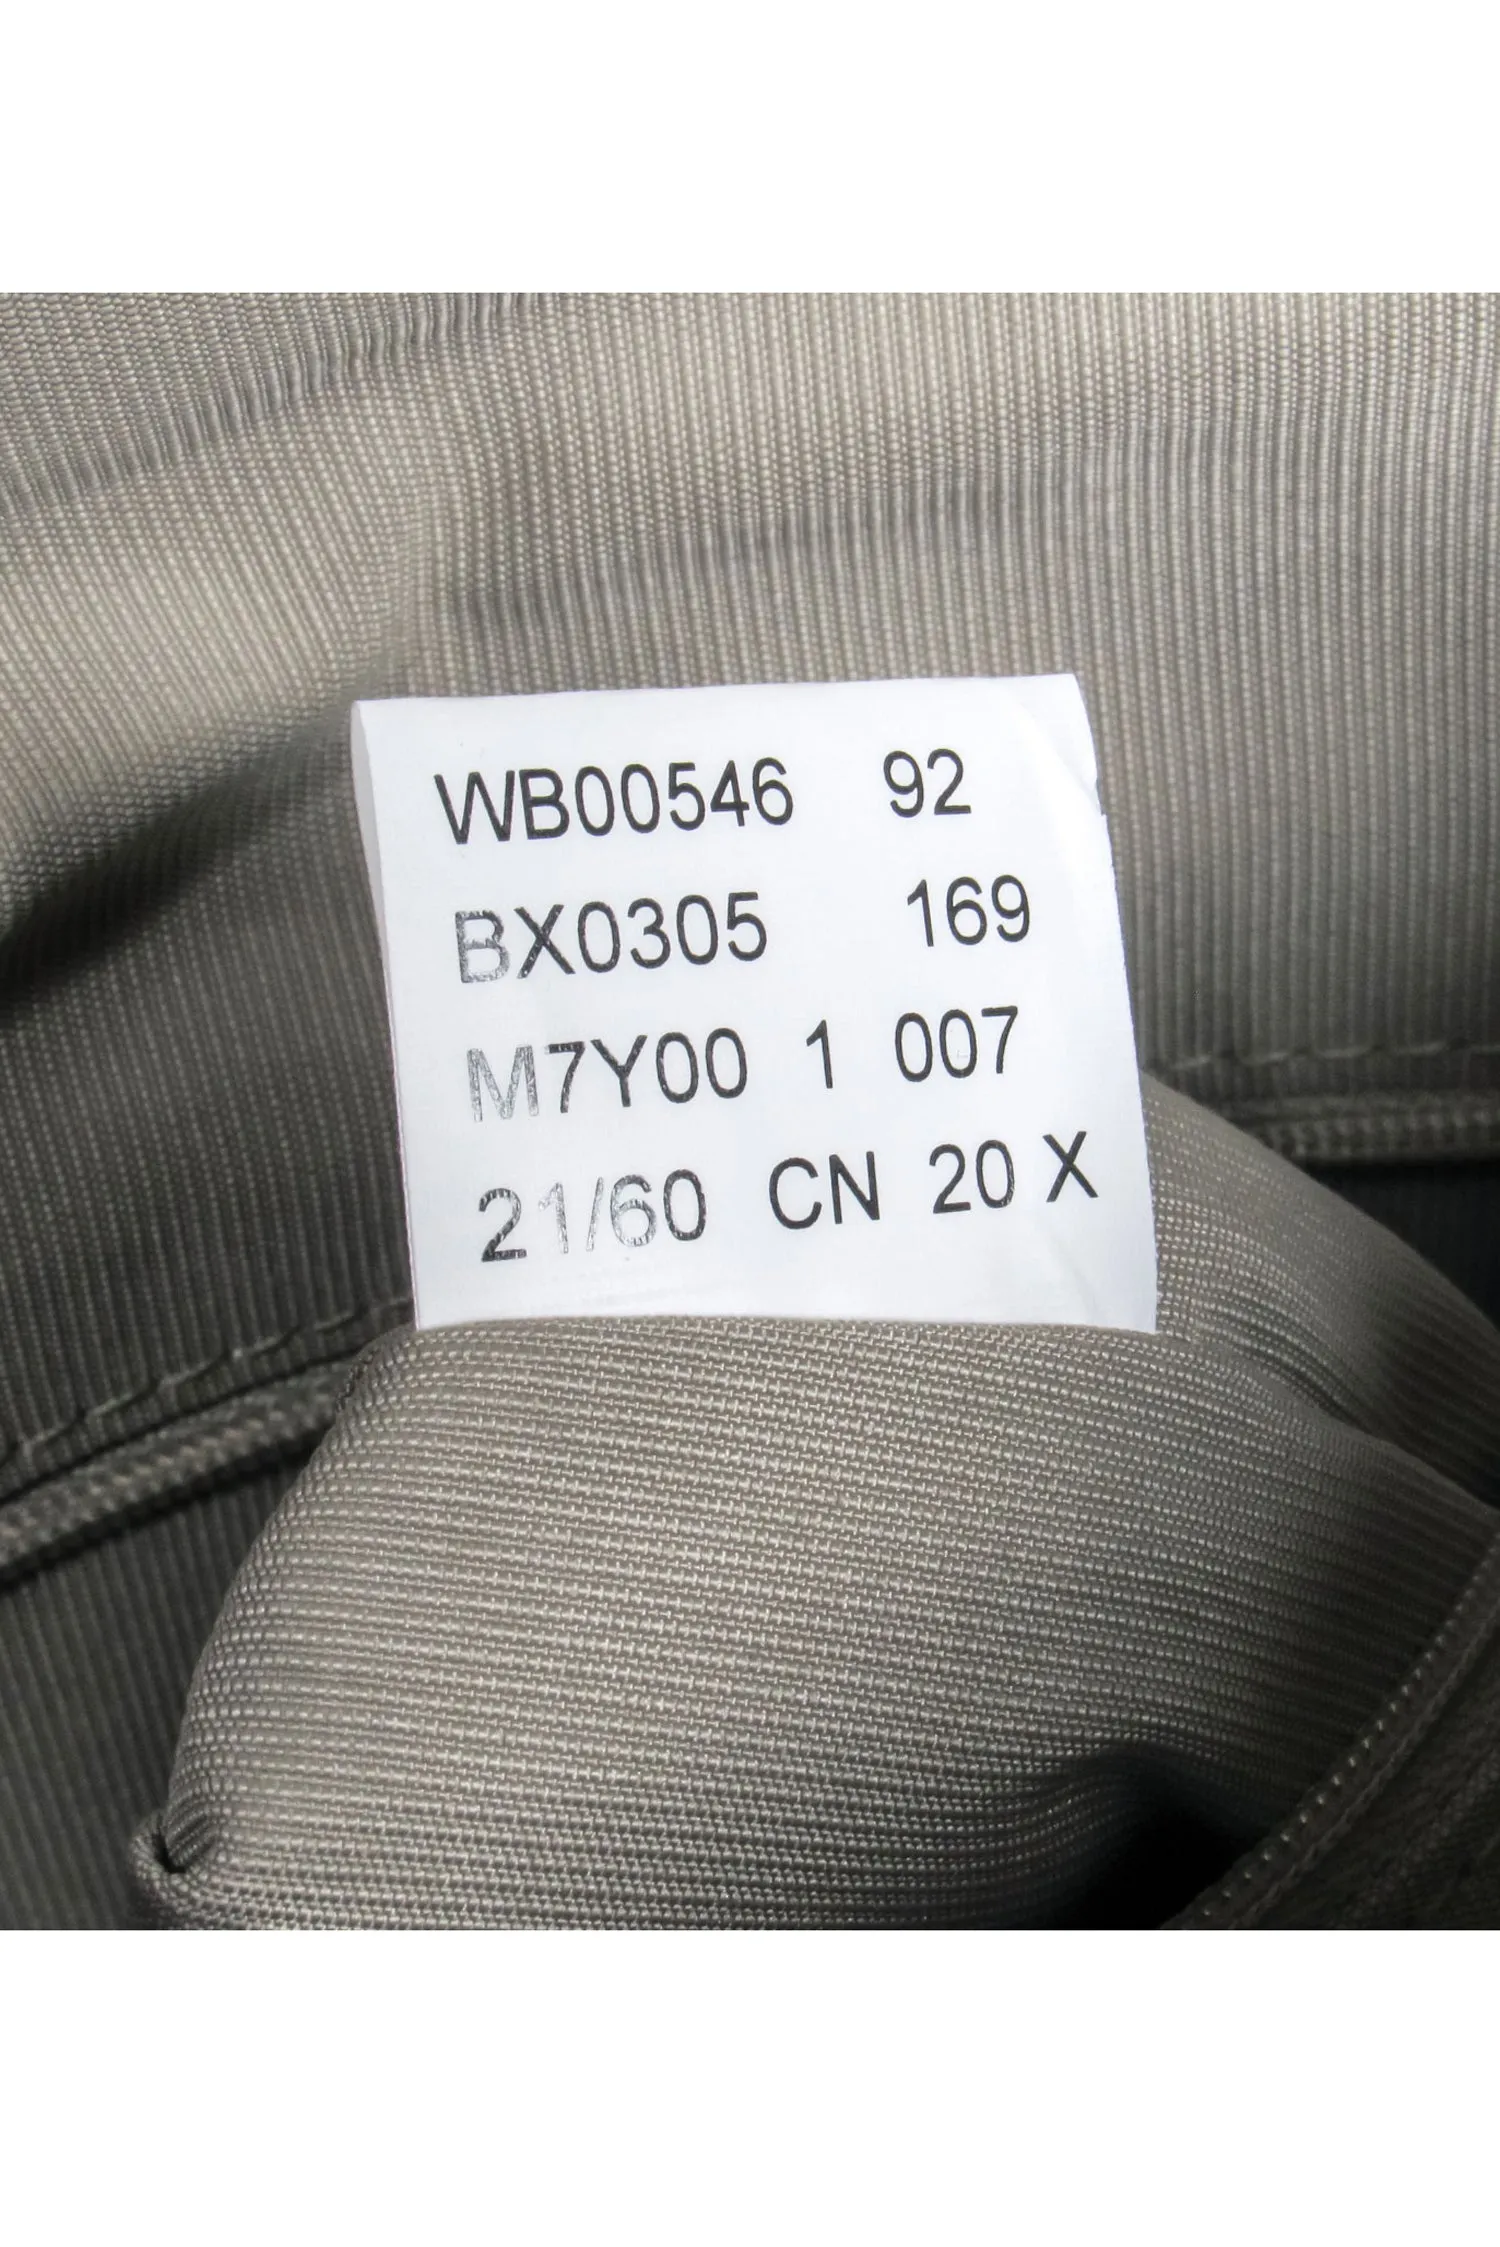 WB00546 92
BX0305 169
M7Y00 1 007
21/60 CN 20 X